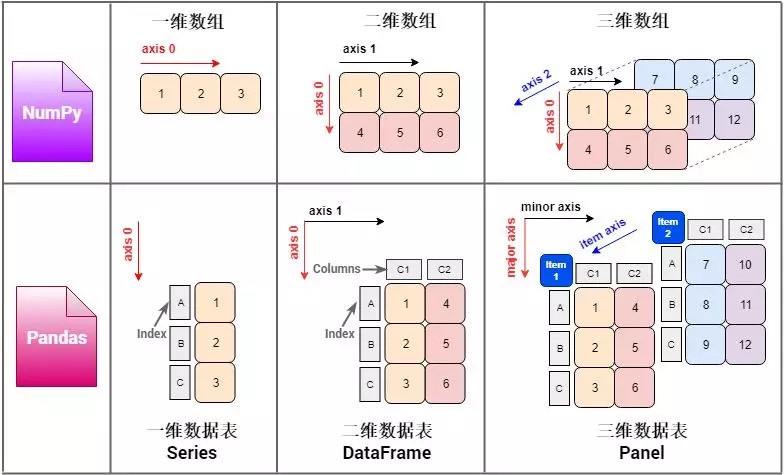 一维数组
二维数组
三维数组
NumPy
axis 0
1 2 3
axis 1
axis 0
1 2 3
4 5 6
axis 2
axis 1
axis 0
7 8 9
11 12
1 2 3
4 5 6
Pandas
axis 0
Index
A 1
B 2
C 3
一维数据表
Series
axis 1
axis 0
Columns
C1 C2
Index
A 1 4
B 2 5
C 3 6
二维数据表
DataFrame
minor axis
major axis
item axis
Item 1
C1 C2
A 1 4
B 2 5
C 3 6
Item 2
C1 C2
A 7 10
B 8 11
C 9 12
三维数据表
Panel